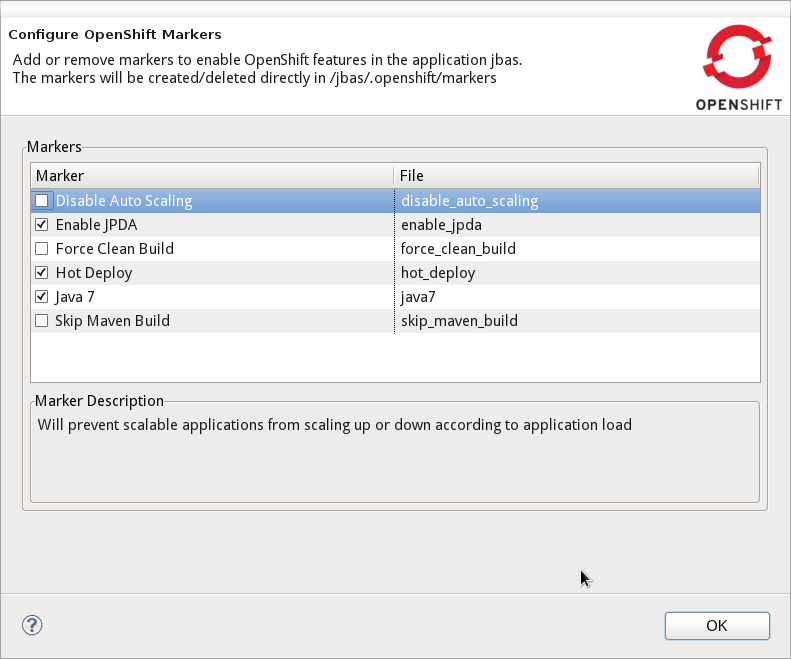 Configure OpenShift Markers
Add or remove markers to enable OpenShift features in the application jbas.
The markers will be created/deleted directly in /jbas/.openshift/markers
OPENSHIFT
Markers
Marker File
Disable Auto Scaling disable_auto_scaling
Enable JPDA enable_jpda
Force Clean Build force_clean_build
Hot Deploy hot_deploy
Java 7 java7
Skip Maven Build skip_maven_build
Marker Description
Will prevent scalable applications from scaling up or down according to application load
?
OK